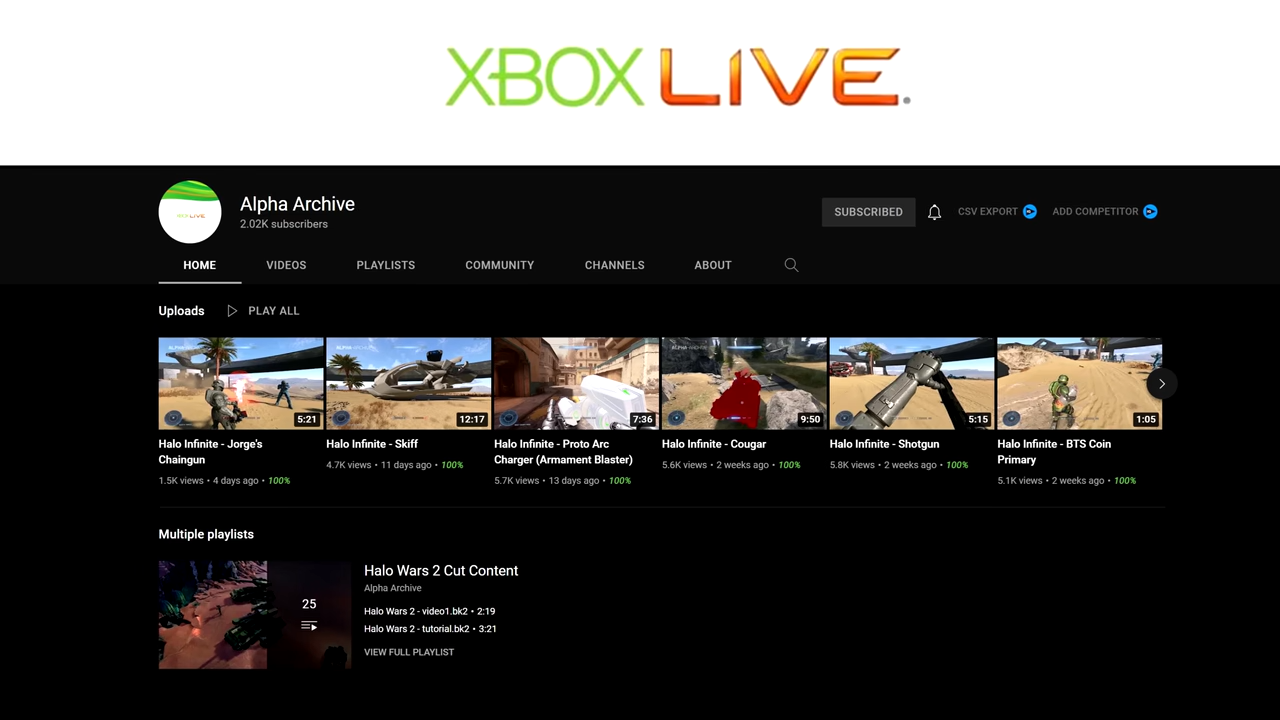 XBOX LIVE
Alpha Archive
2.02K subscribers
SUBSCRIBED
CSV EXPORT
ADD COMPETITOR
HOME
VIDEOS
PLAYLISTS
COMMUNITY
CHANNELS
ABOUT
Uploads
PLAY ALL
5:21
12:17
7:36
9:50
5:15
1:05
Halo Infinite - Jorge's
Chaingun
1.5K views • 4 days ago • 100%
Halo Infinite - Skiff
4.7K views • 11 days ago • 100%
Halo Infinite - Proto Arc
Charger (Armament Blaster)
5.7K views • 13 days ago • 100%
Halo Infinite - Cougar
5.6K views • 2 weeks ago • 100%
Halo Infinite - Shotgun
5.8K views • 2 weeks ago • 100%
Halo Infinite - BTS Coin
Primary
5.1K views • 2 weeks ago • 100%
Multiple playlists
25
Halo Wars 2 Cut Content
Alpha Archive
Halo Wars 2 - video1.bk2 • 2:19
Halo Wars 2 - tutorial.bk2 • 3:21
VIEW FULL PLAYLIST